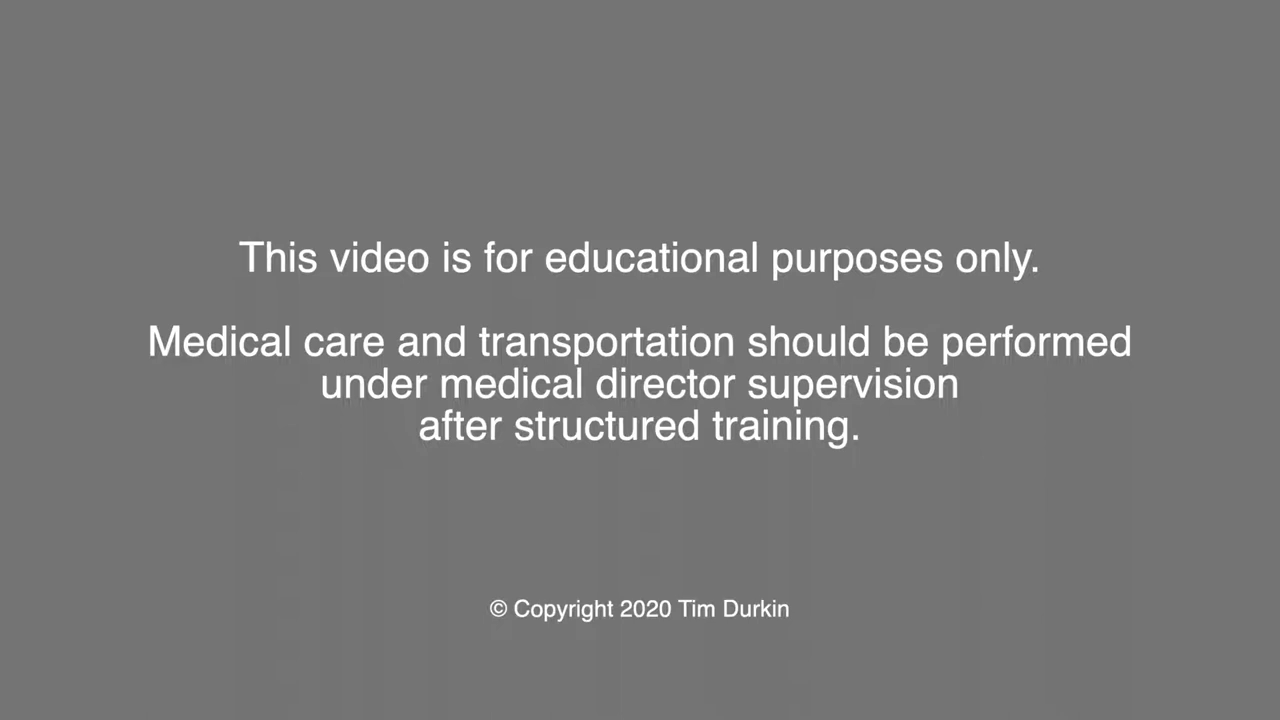 This video is for educational purposes only.
Medical care and transportation should be performed
under medical director supervision
after structured training.
© Copyright 2020 Tim Durkin